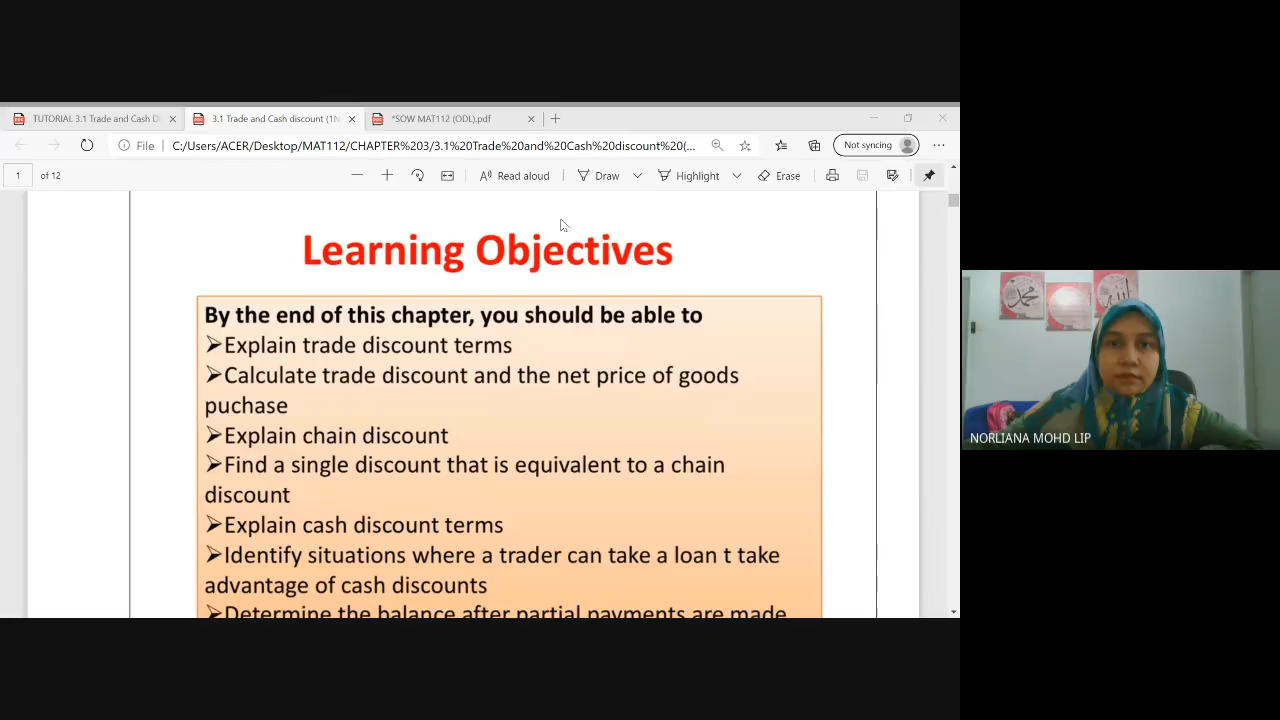 TUTORIAL 3.1 Trade and Cash D
3.1 Trade and Cash discount (1N
*SOW MAT112 (ODL).pdf
File
C:/Users/ACER/Desktop/MAT112/CHAPTER%203/3.1%20Trade%20and%20Cash%20discount%20(...
Not syncing
1 of 12
Read aloud
Draw
Highlight
Erase
Learning Objectives
By the end of this chapter, you should be able to
➢Explain trade discount terms
➢Calculate trade discount and the net price of goods
puchase
➢Explain chain discount
➢Find a single discount that is equivalent to a chain
discount
➢Explain cash discount terms
➢Identify situations where a trader can take a loan t take
advantage of cash discounts
➢Determine the balance after partial payments are made
محمد
الله
NORLIANA MOHD LIP